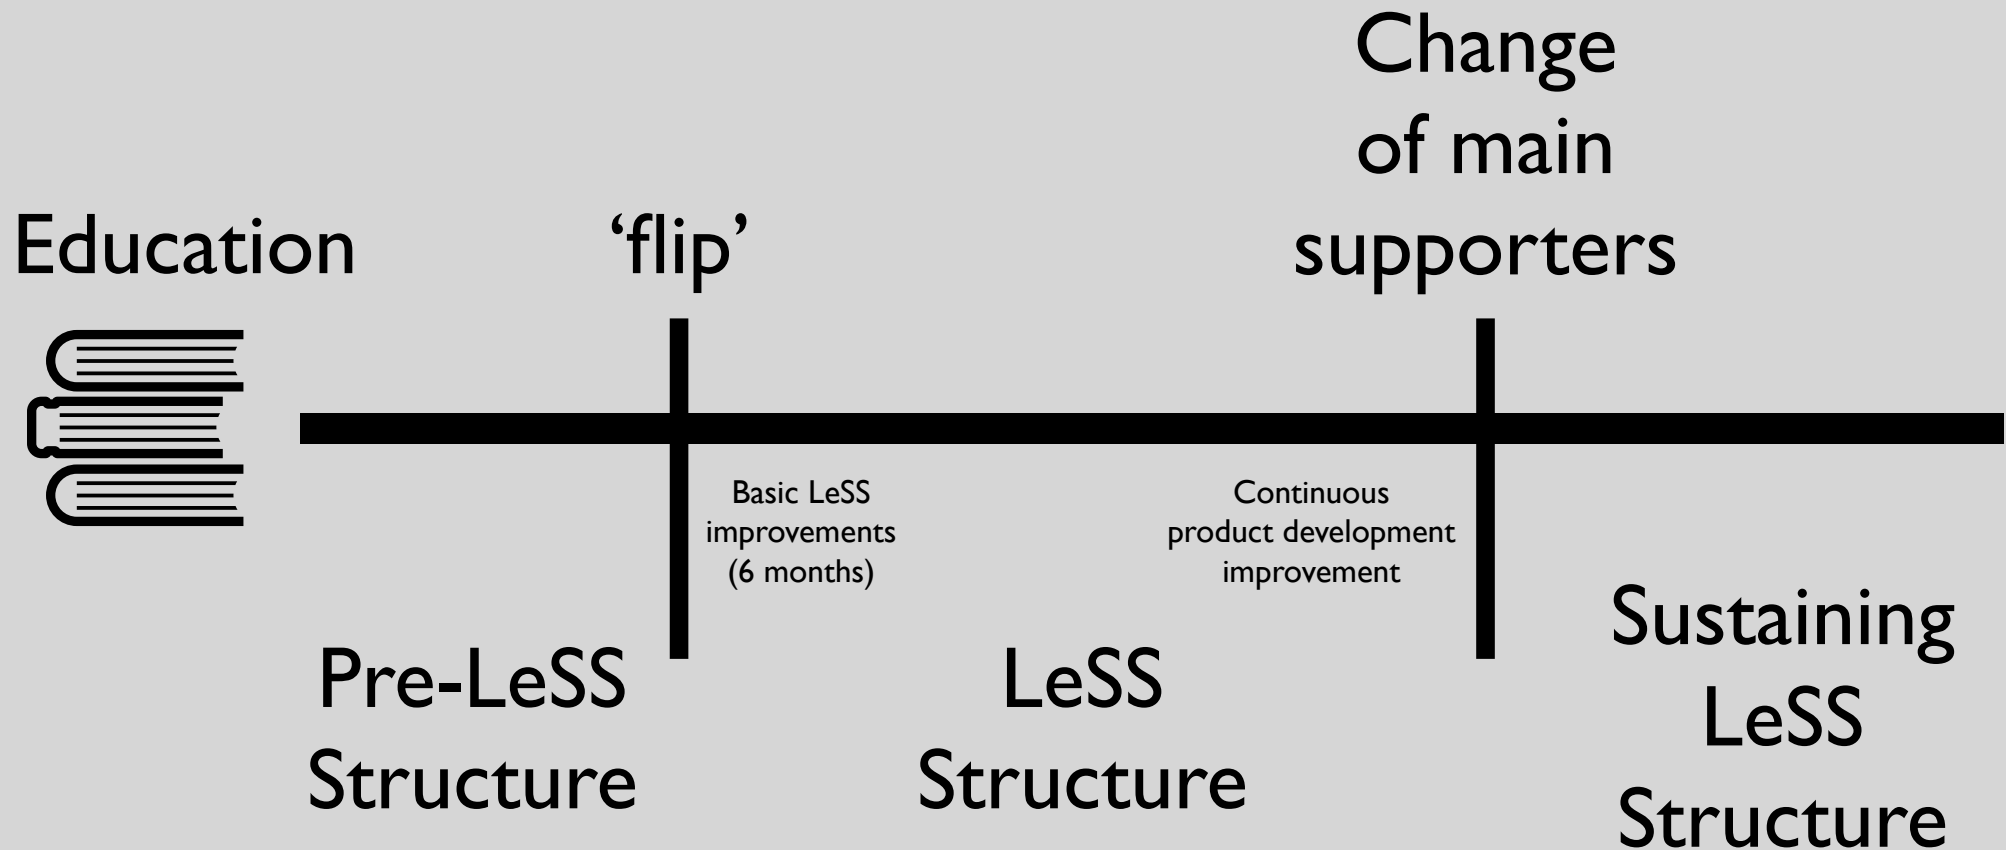 Education
‘flip’
Change
of main
supporters
Basic LeSS
improvements
(6 months)
Continuous
product development
improvement
Pre-LeSS
Structure
LeSS
Structure
Sustaining
LeSS
Structure